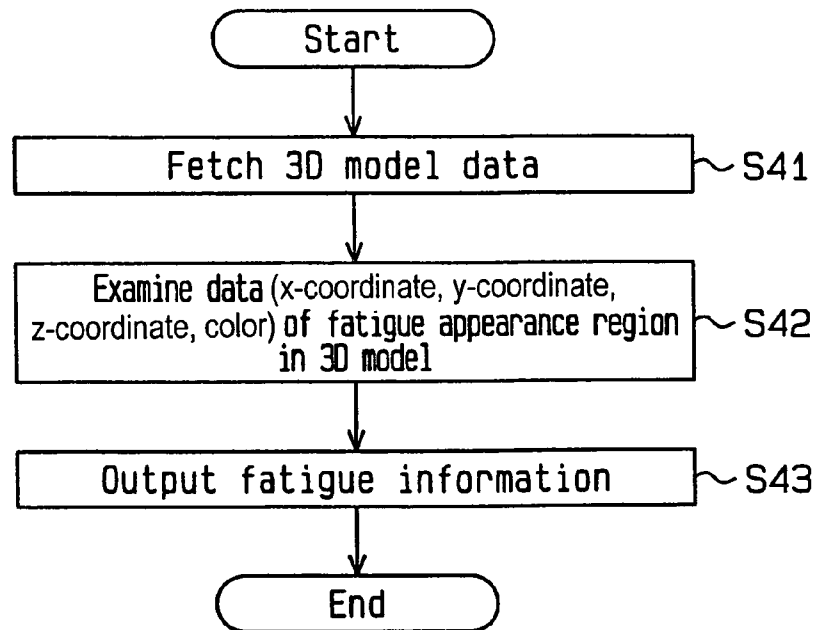 Start
Fetch 3D model data
S41
Examine data (x-coordinate, y-coordinate,
z-coordinate, color) of fatigue appearance region
in 3D model
S42
Output fatigue information
S43
End